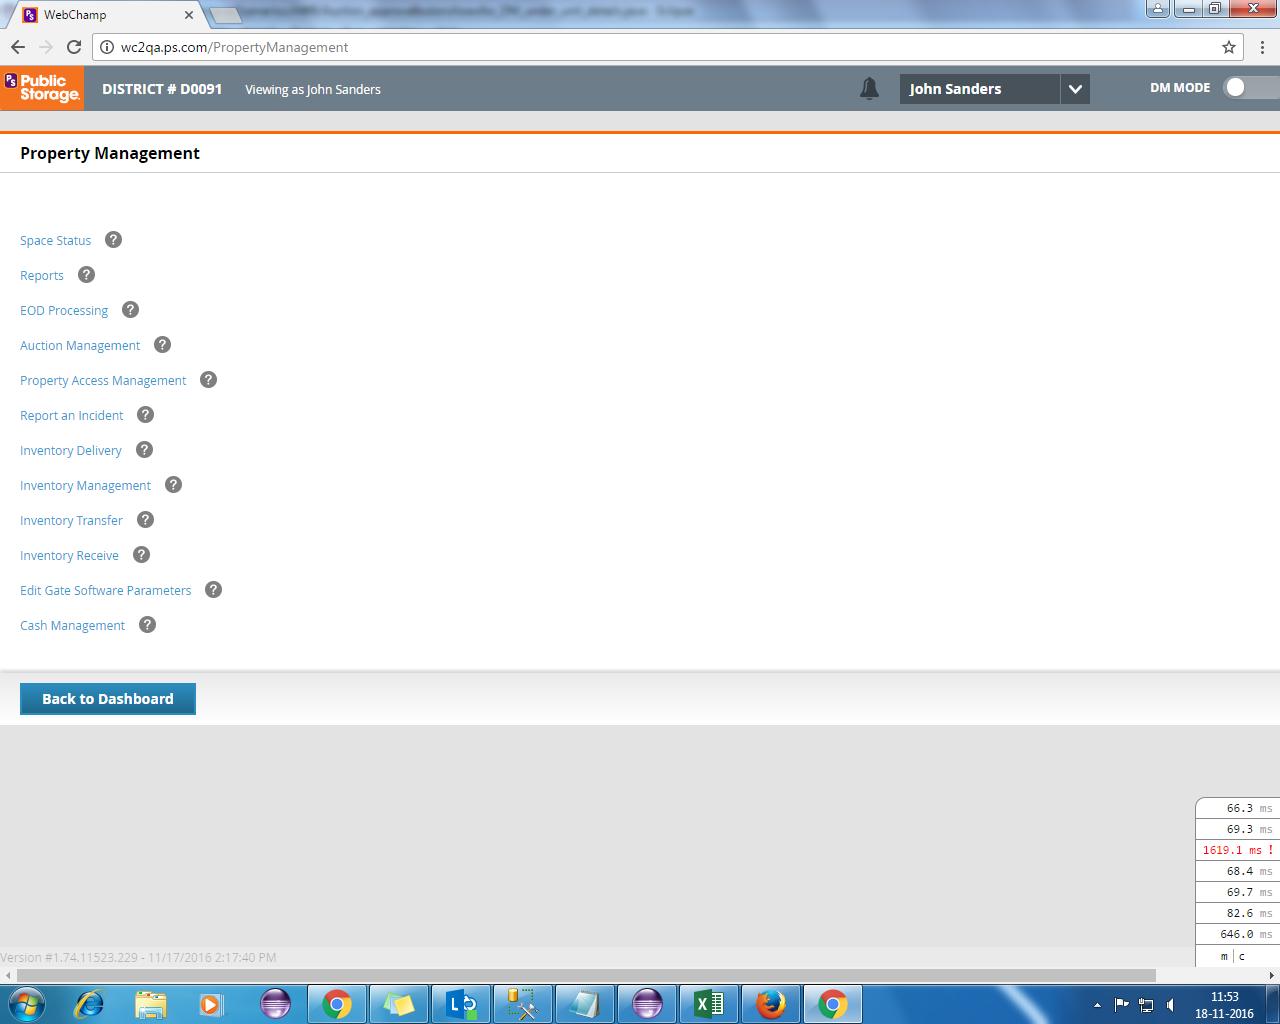 WebChamp
wc2qa.ps.com/PropertyManagement
PS Public Storage.
DISTRICT # D0091
Viewing as John Sanders
John Sanders
DM MODE
Property Management
Space Status ?
Reports ?
EOD Processing ?
Auction Management ?
Property Access Management ?
Report an Incident ?
Inventory Delivery ?
Inventory Management ?
Inventory Transfer ?
Inventory Receive ?
Edit Gate Software Parameters ?
Cash Management ?
Back to Dashboard
66.3 ms
69.3 ms
1619.1 ms !
68.4 ms
69.7 ms
82.6 ms
646.0 ms
m | c
Version #1.74.11523.229 - 11/17/2016 2:17:40 PM
11:53
18-11-2016